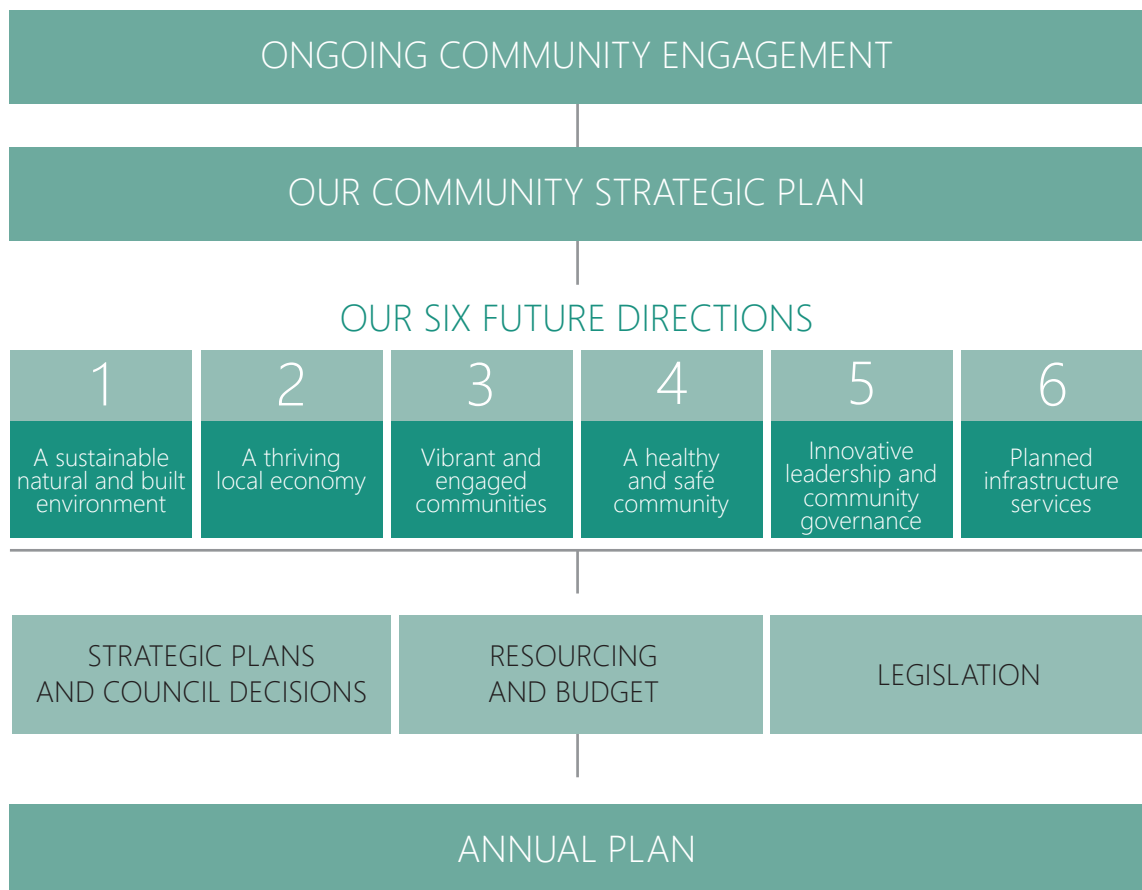 ONGOING COMMUNITY ENGAGEMENT
OUR COMMUNITY STRATEGIC PLAN
OUR SIX FUTURE DIRECTIONS
1
A sustainable
natural and built
environment
2
A thriving
local economy
3
Vibrant and
engaged
communities
4
A healthy
and safe
community
5
Innovative
leadership and
community
governance
6
Planned
infrastructure
services
STRATEGIC PLANS
AND COUNCIL DECISIONS
RESOURCING
AND BUDGET
LEGISLATION
ANNUAL PLAN